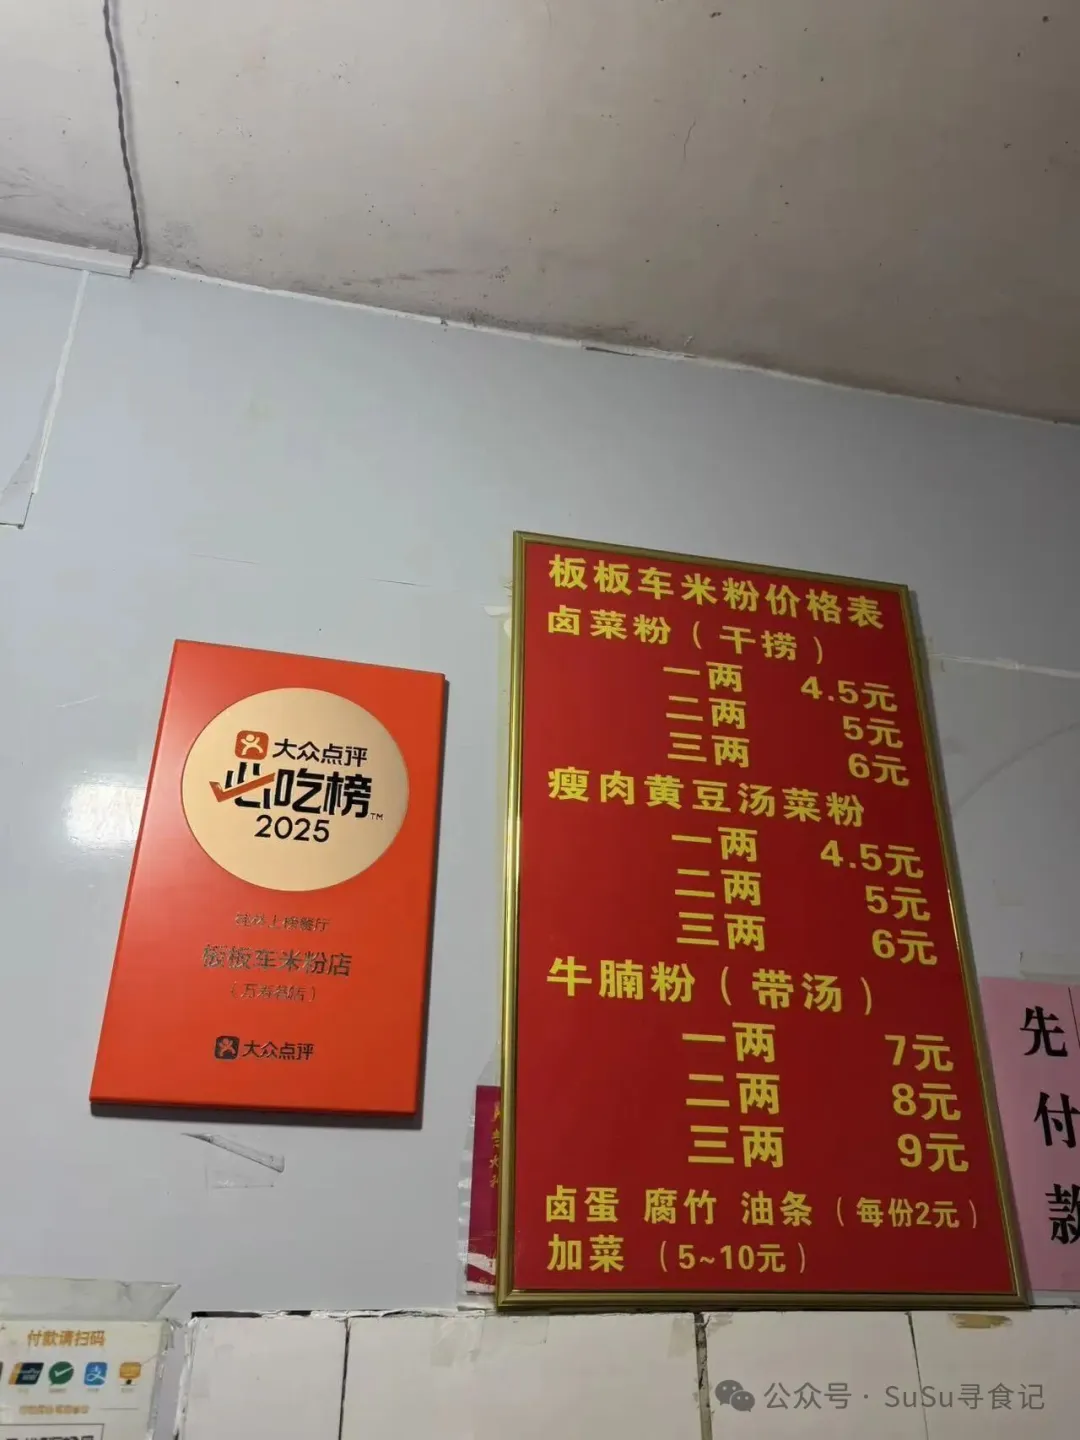 大众点评
必吃榜™
2025
板板车米粉店
大众点评
板板车米粉价格表
卤菜粉（干捞）
一两 4.5元
二两 5元
三两 6元
瘦肉黄豆汤菜粉
一两 4.5元
二两 5元
三两 6元
牛腩粉（带汤）
一两 7元
二两 8元
三两 9元
卤蛋 腐竹 油条（每份2元）
加菜（5~10元）
先付款
付款请扫码
公众号 · SuSu寻食记